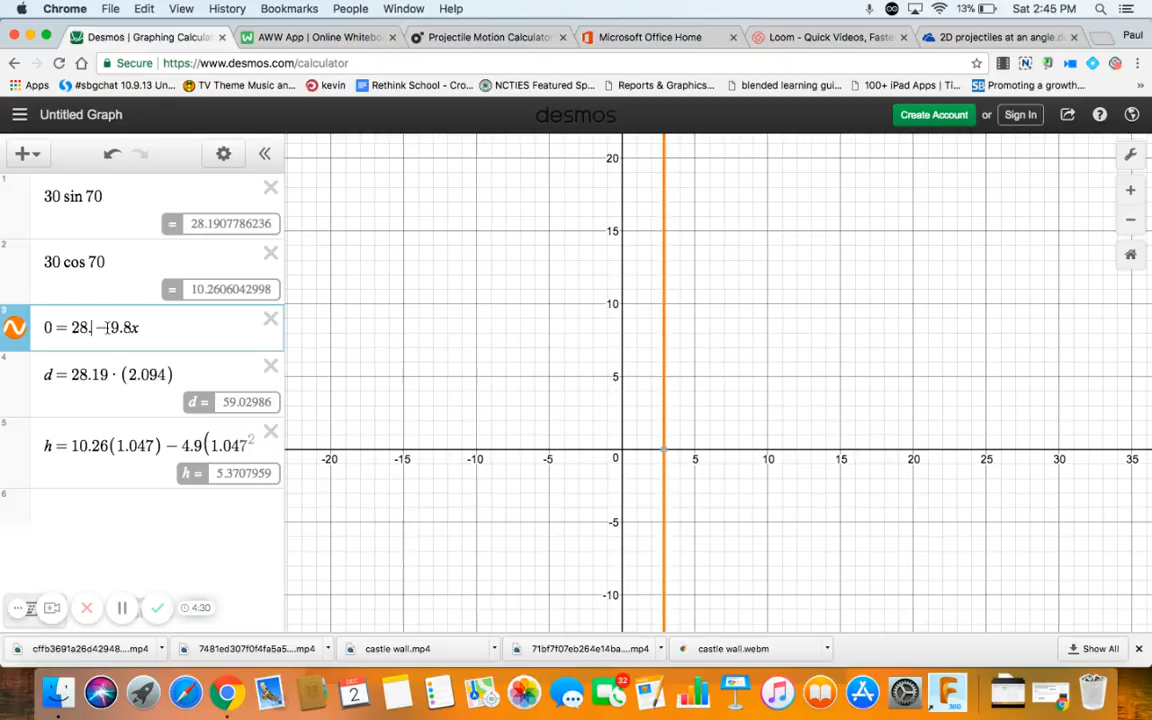 Chrome File Edit View History Bookmarks People Window Help 13% Sat 2:45 PM
Desmos | Graphing Calcula AWW App | Online Whitebo Projectile Motion Calculator Microsoft Office Home Loom - Quick Videos, Faste 2D projectiles at an angle.d Paul
Secure https://www.desmos.com/calculator
Apps #sbgchat 10.9.13 Un... TV Theme Music an... kevin Rethink School - Cro... NCTIES Featured Sp... Reports & Graphics... blended learning gui... 100+ iPad Apps | Ti... SB Promoting a growth... »
Untitled Graph desmos Create Account or Sign In
1
30 sin 70
= 28.1907786236
2
30 cos 70
= 10.2606042998
3
0 = 28. − 9.8x
4
d = 28.19 · (2.094)
d = 59.02986
5
h = 10.26(1.047) − 4.9(1.047²
h = 5.3707959
6
20
15
10
5
-20 -15 -10 -5 0 5 10 15 20 25 30 35
-5
-10
4:30
cffb3691a26d42948....mp4 7481ed307f0f4fa5a5....mp4 castle wall.mp4 71bf7f07eb264e14ba....mp4 castle wall.webm Show All
DEC 2 32 F 360